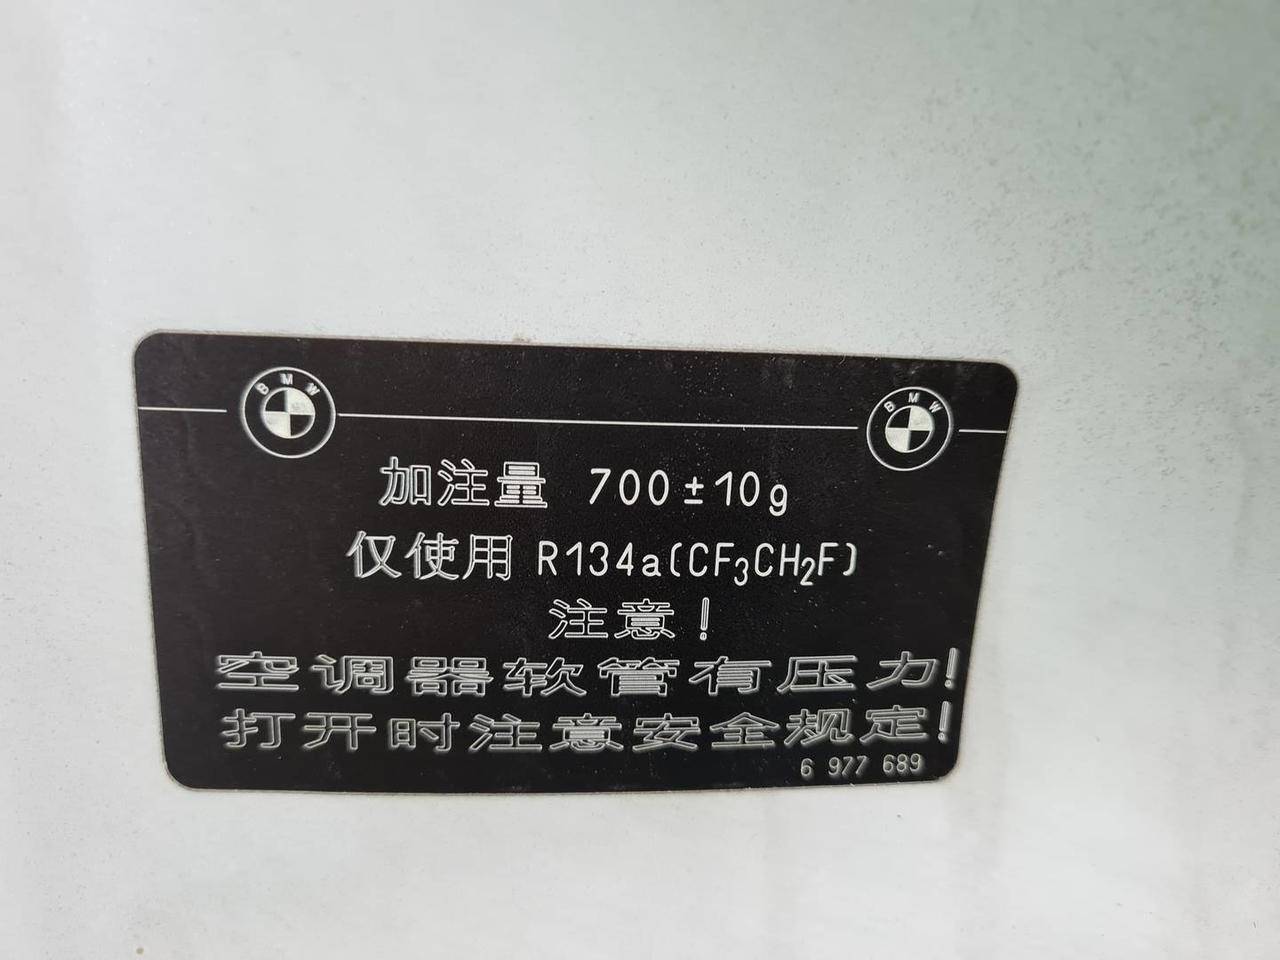 BMW BMW
加注量 700±10g
仅使用 R134a(CF₃CH₂F)
注意!
空调器软管有压力!
打开时注意安全规定!
6 977 689